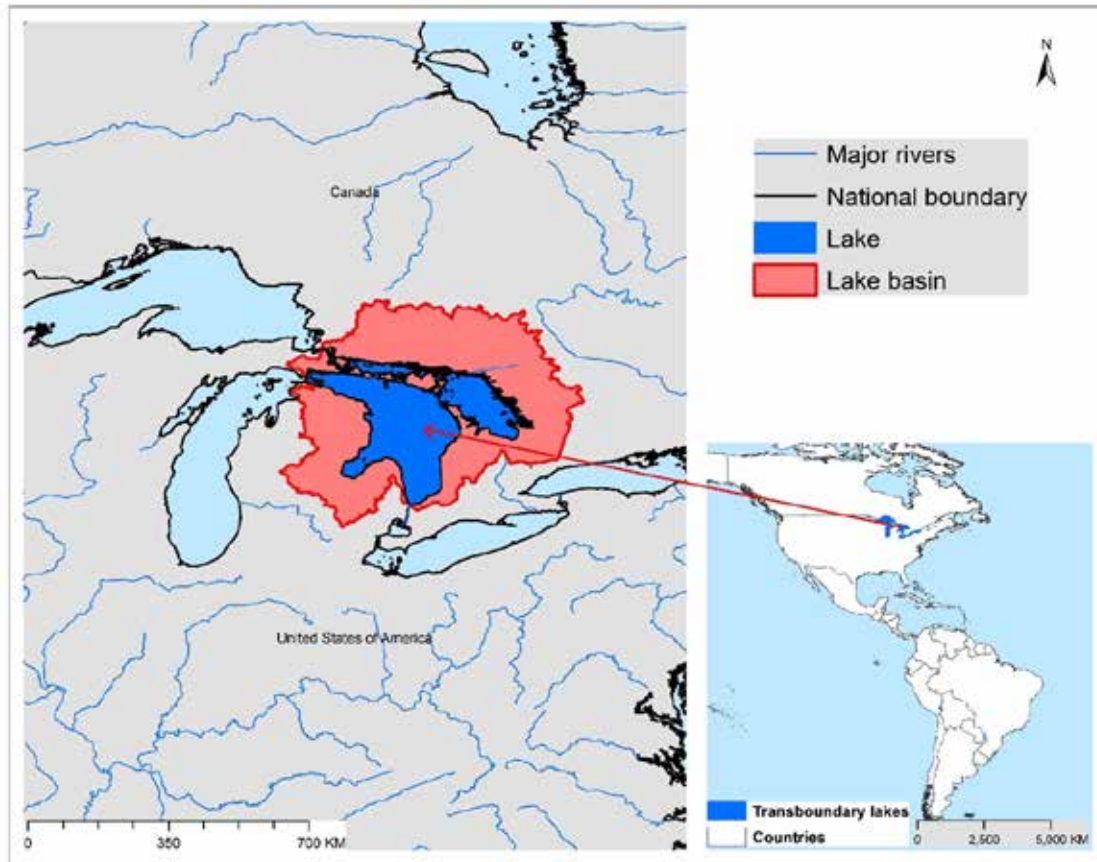 N
Major rivers
National boundary
Lake
Lake basin
Canada
United States of America
0 350 700 KM
Transboundary lakes
Countries
0 2,500 5,000 KM